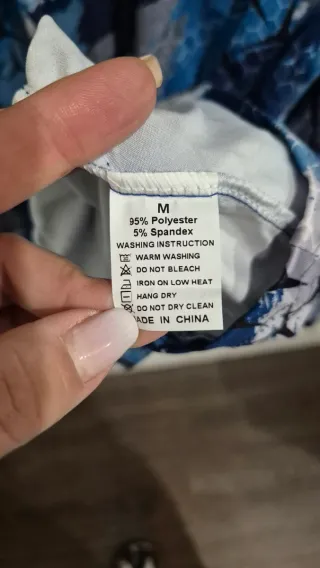 M
95% Polyester
5% Spandex
WASHING INSTRUCTION
WARM WASHING
DO NOT BLEACH
IRON ON LOW HEAT
HANG DRY
DO NOT DRY CLEAN
MADE IN CHINA